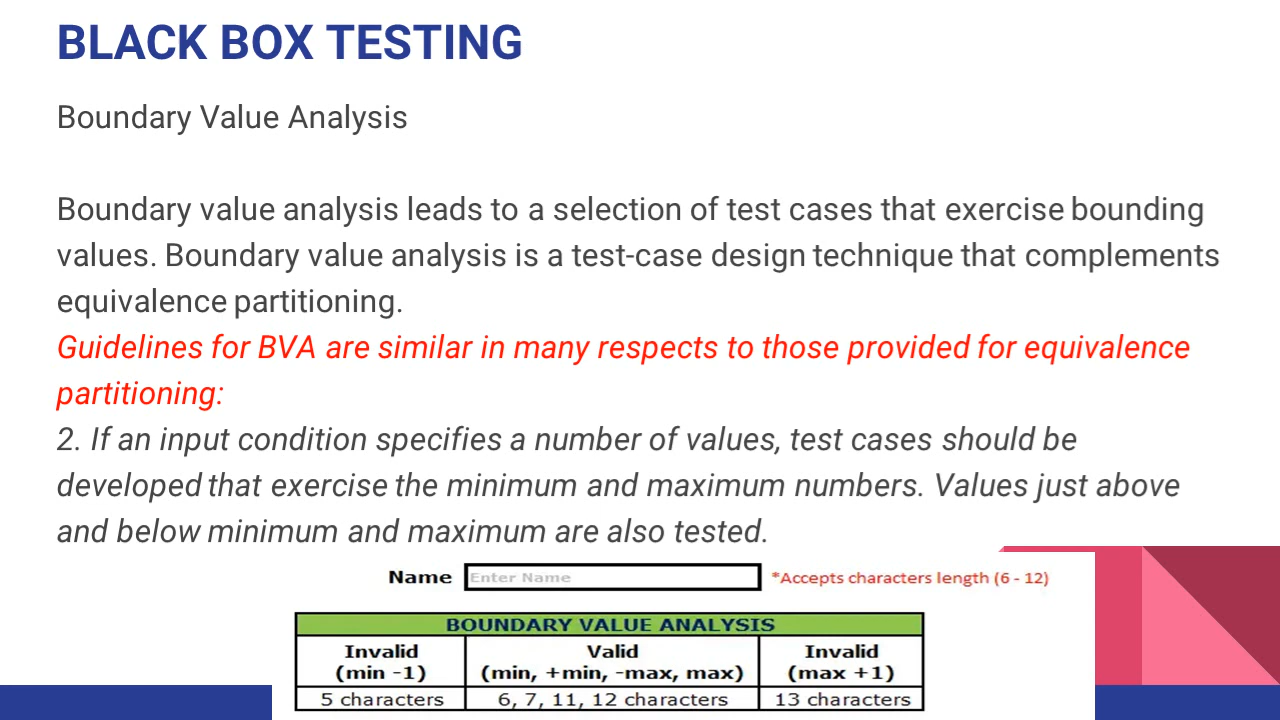 BLACK BOX TESTING
Boundary Value Analysis
Boundary value analysis leads to a selection of test cases that exercise bounding
values. Boundary value analysis is a test-case design technique that complements
equivalence partitioning.
Guidelines for BVA are similar in many respects to those provided for equivalence
partitioning:
2. If an input condition specifies a number of values, test cases should be
developed that exercise the minimum and maximum numbers. Values just above
and below minimum and maximum are also tested.
Name Enter Name *Accepts characters length (6 - 12)
BOUNDARY VALUE ANALYSIS
Invalid Valid Invalid
(min -1) (min, +min, -max, max) (max +1)
5 characters 6, 7, 11, 12 characters 13 characters